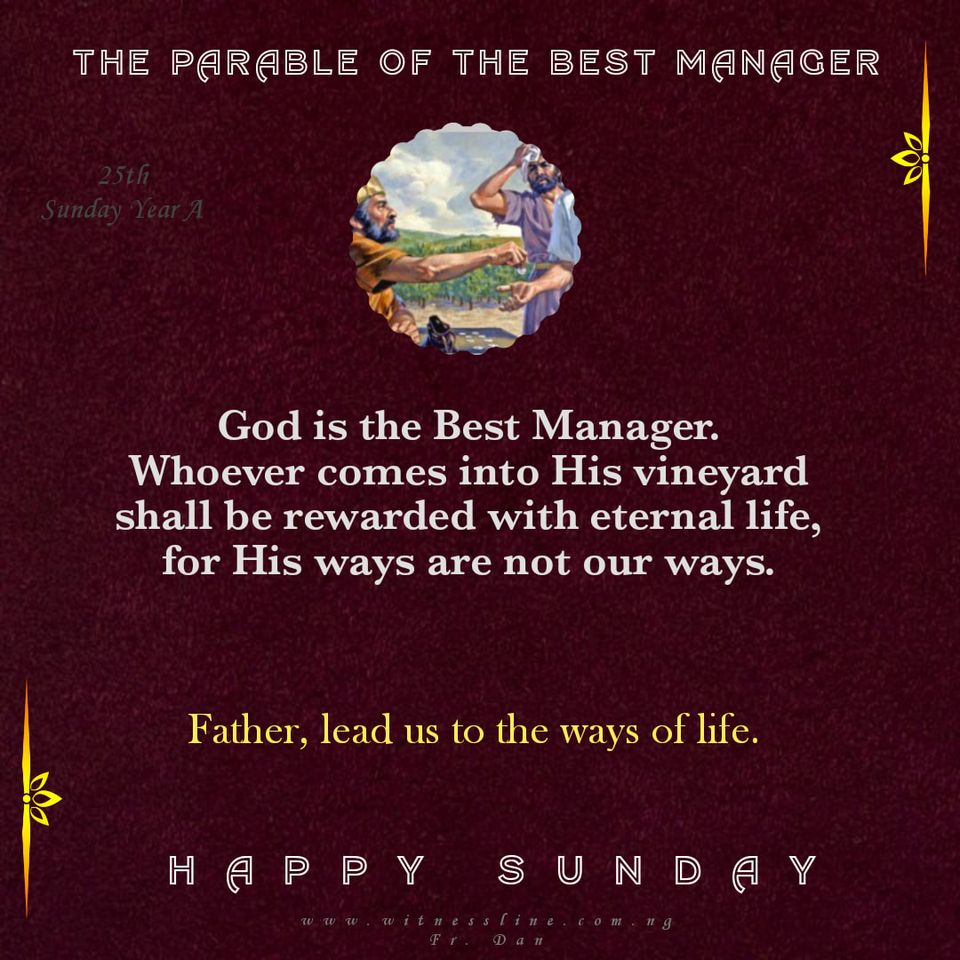 THE PARABLE OF THE BEST MANAGER
25th
Sunday Year A
God is the Best Manager.
Whoever comes into His vineyard
shall be rewarded with eternal life,
for His ways are not our ways.
Father, lead us to the ways of life.
HAPPY SUNDAY
www.witnessline.com.ng
Fr. Dan